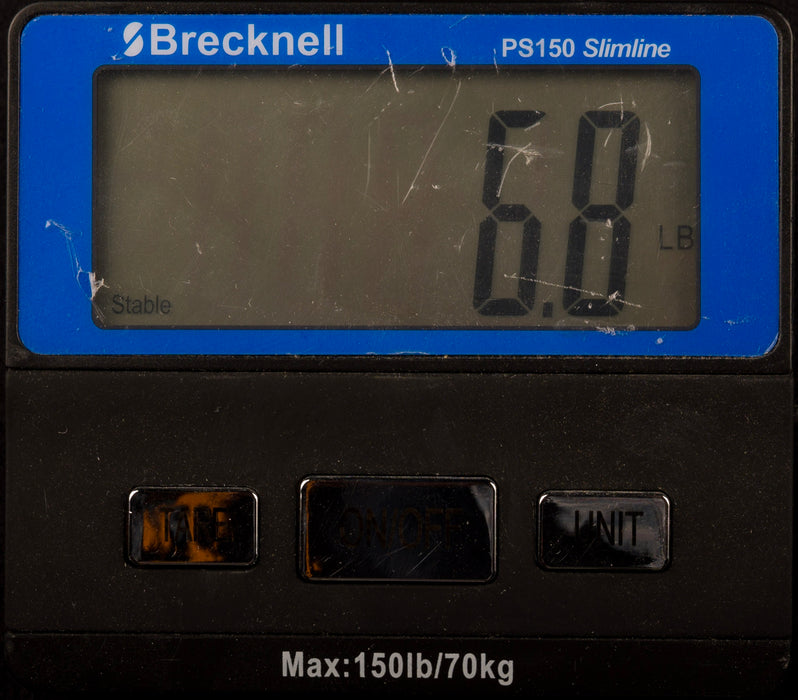 Brecknell
PS150 Slimline
6.8
LB
Stable
TARE ON/OFF UNIT
Max:150lb/70kg